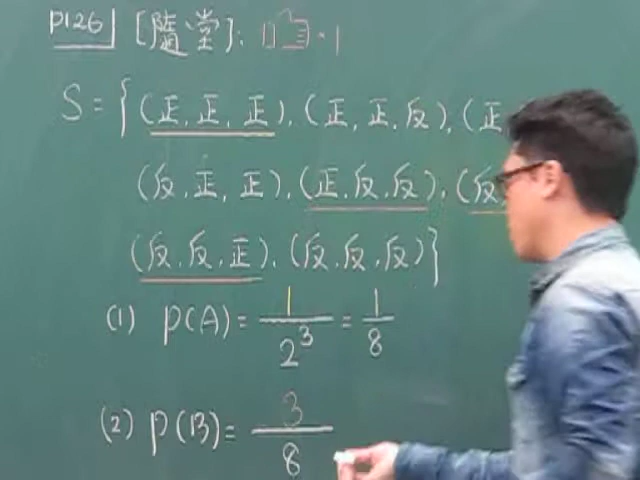 P126 [隨堂]:
S = { (正, 正, 正), (正, 正, 反), (正,
(反, 正, 正), (正, 反, 反), (反
(反, 反, 正), (反, 反, 反) }
(1) P(A) = 1/2³ = 1/8
(2) P(B) = 3/8